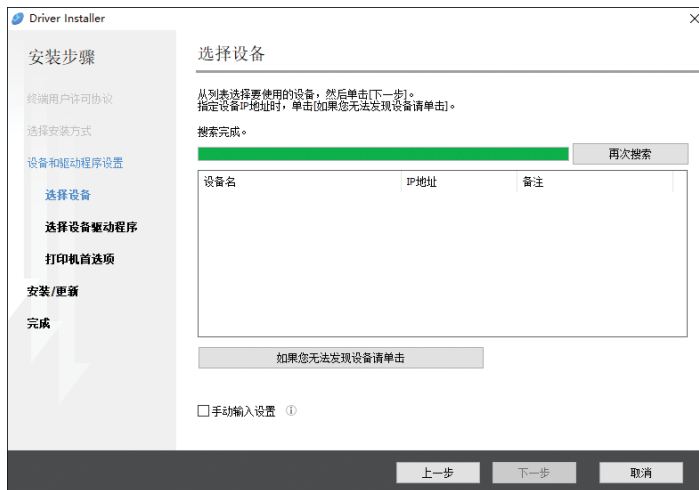 Driver Installer
安装步骤
终端用户许可协议
选择安装方式
设备和驱动程序设置
选择设备
选择设备驱动程序
打印机首选项
安装/更新
完成
选择设备
从列表选择要使用的设备，然后单击[下一步]。
指定设备IP地址时，单击[如果您无法发现设备请单击]。
搜索完成。
再次搜索
设备名 IP地址 备注
如果您无法发现设备请单击
手动输入设置
上一步 下一步 取消